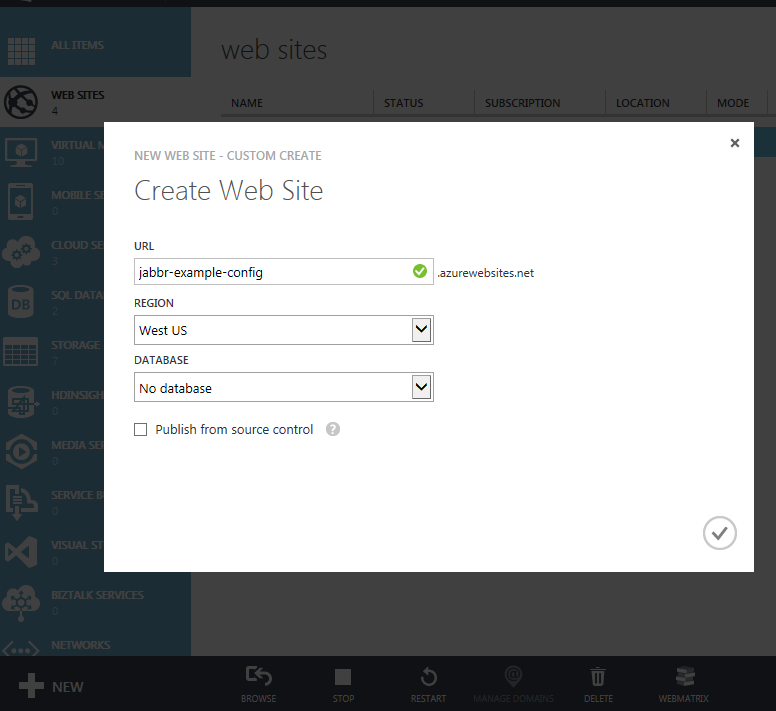 ALL ITEMS
web sites
WEB SITES
4
NAME STATUS SUBSCRIPTION LOCATION MODE
VIRTUAL M
10
MOBILE SE
0
CLOUD SE
3
SQL DATA
2
STORAGE
7
HDINSIGH
0
MEDIA SER
0
SERVICE B
0
VISUAL ST
0
BIZTALK SERVICES
0
NETWORKS
DB
NEW WEB SITE - CUSTOM CREATE
Create Web Site
URL
jabbr-example-config .azurewebsites.net
REGION
West US
DATABASE
No database
Publish from source control ?
NEW
BROWSE STOP RESTART MANAGE DOMAINS DELETE WEBMATRIX